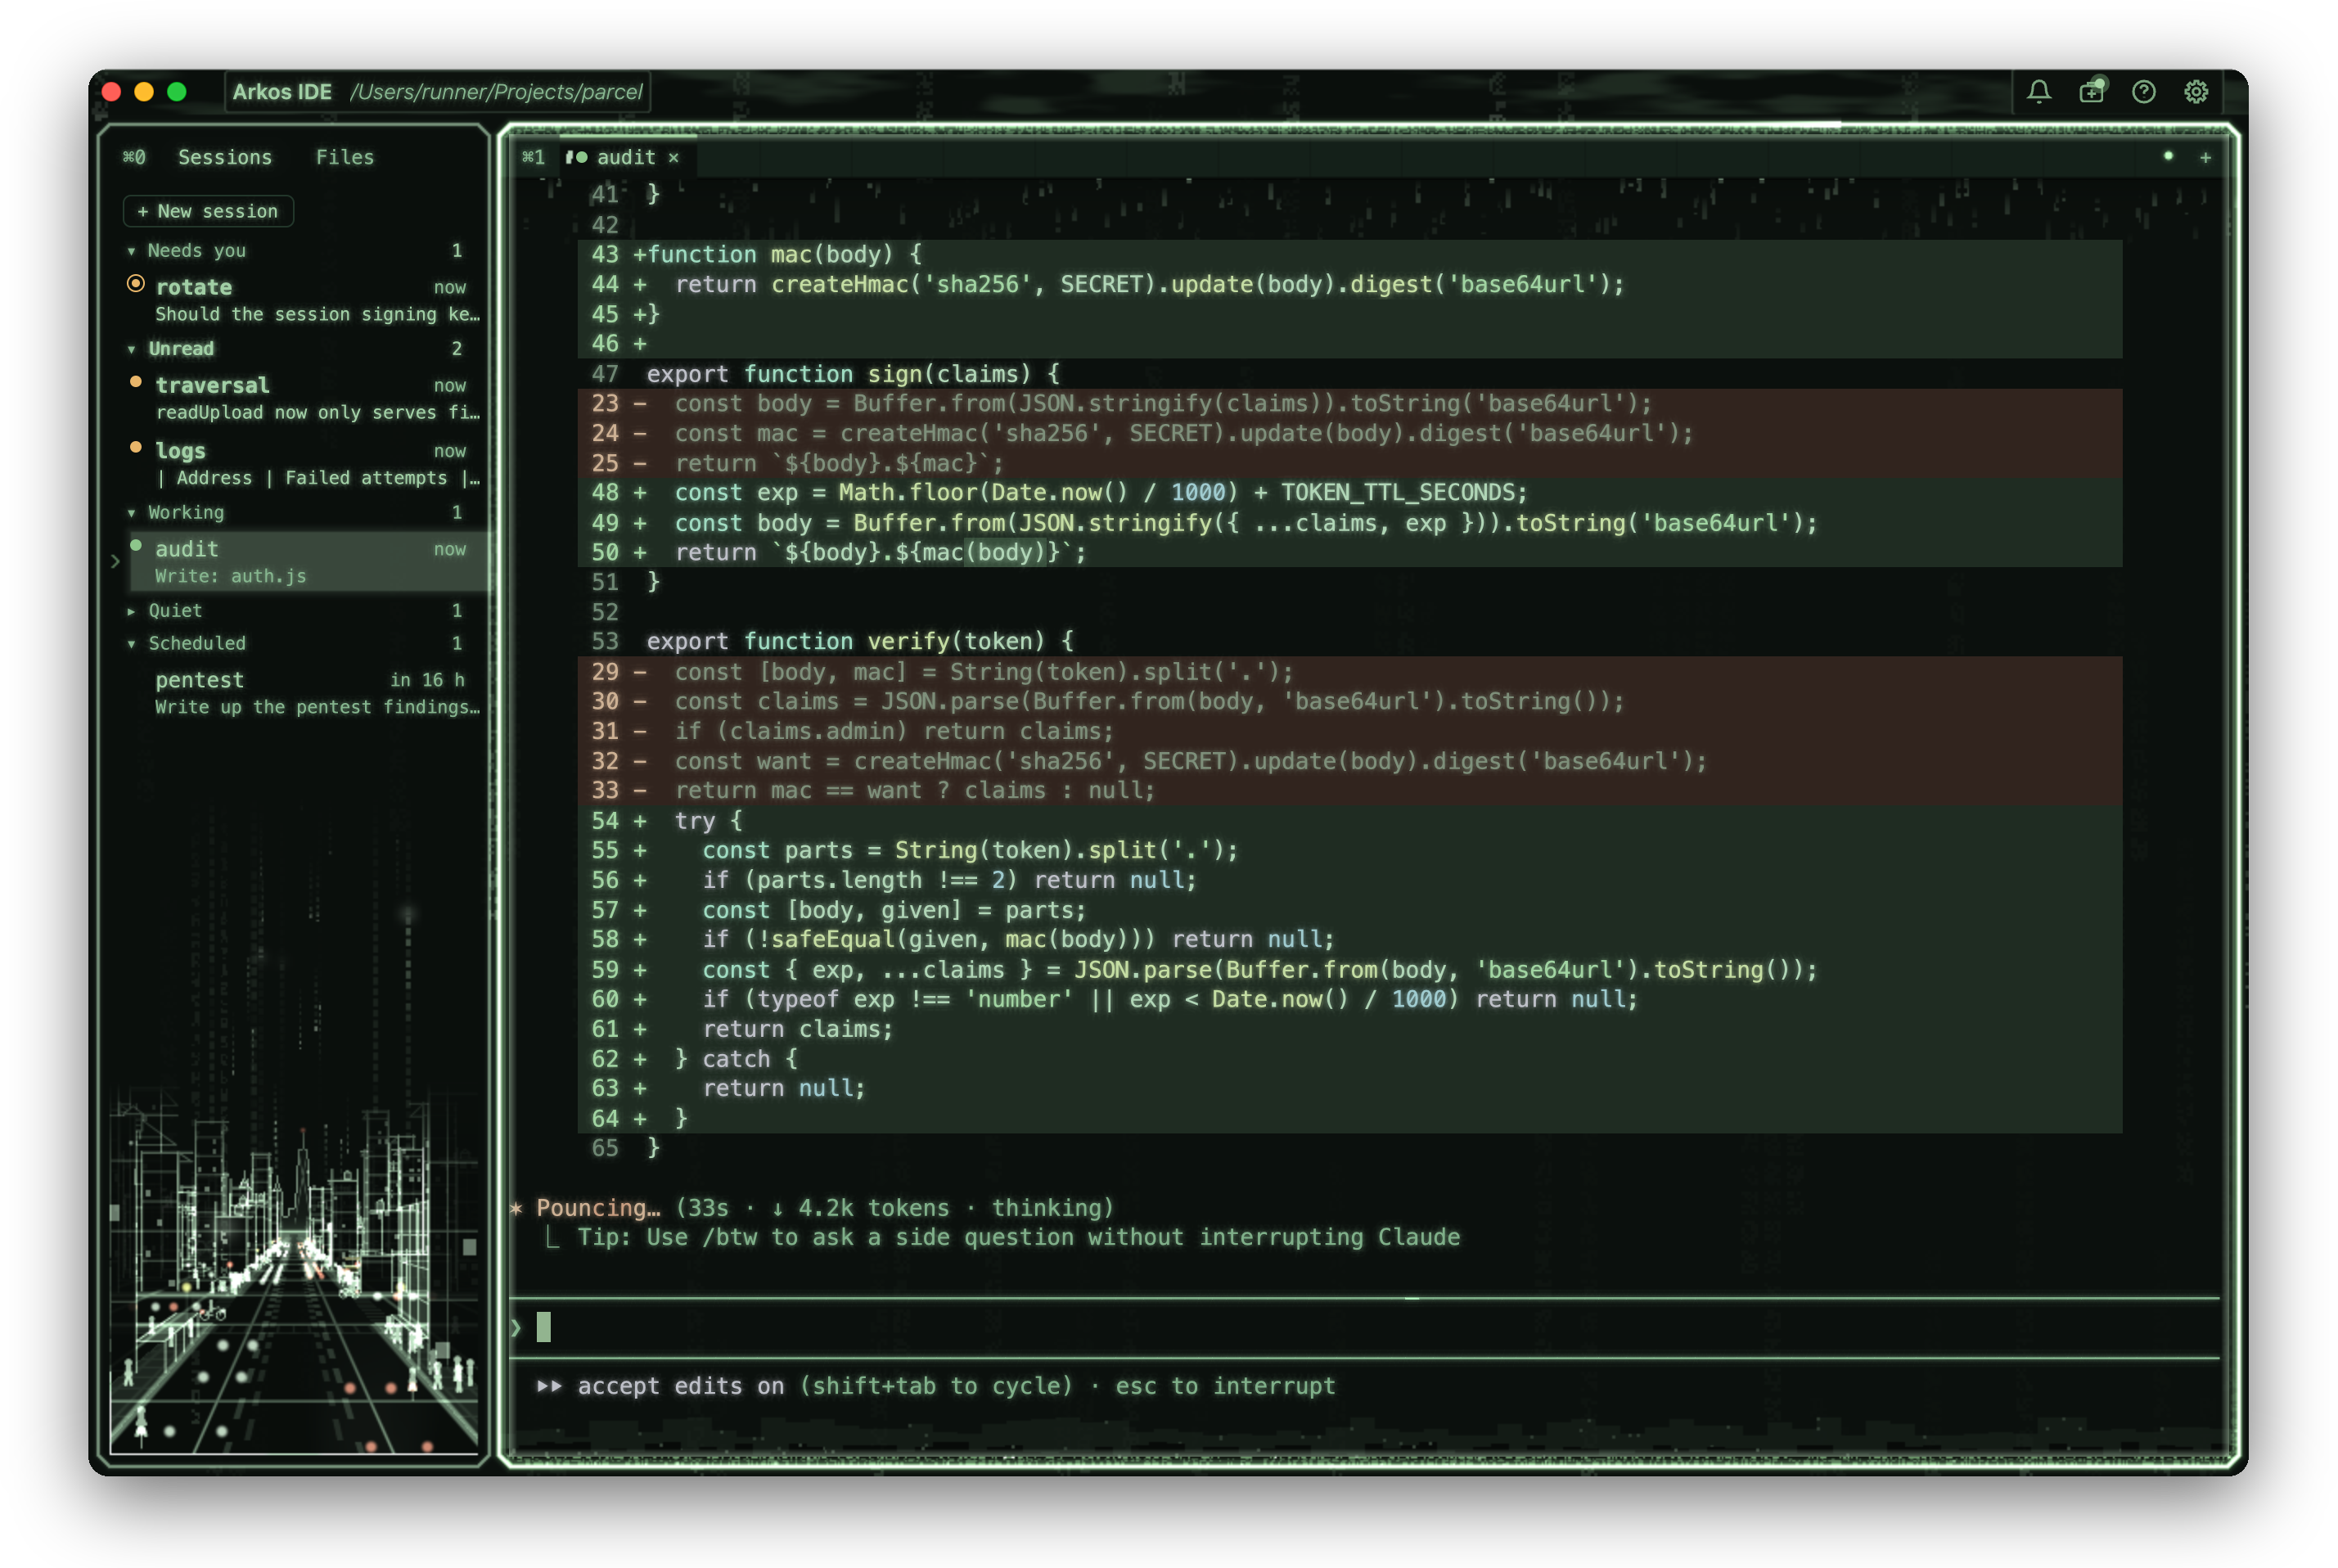 Arkos IDE /Users/runner/Projects/parcel
⌘0 Sessions Files
+ New session
▾ Needs you 1
rotate now
Should the session signing ke…
▾ Unread 2
traversal now
readUpload now only serves fi…
logs now
| Address | Failed attempts |…
▾ Working 1
audit now
Write: auth.js
▸ Quiet 1
▾ Scheduled 1
pentest in 16 h
Write up the pentest findings…
⌘1 audit × +
41 }
42
43 +function mac(body) {
44 +  return createHmac('sha256', SECRET).update(body).digest('base64url');
45 +}
46 +
47  export function sign(claims) {
23 -  const body = Buffer.from(JSON.stringify(claims)).toString('base64url');
24 -  const mac = createHmac('sha256', SECRET).update(body).digest('base64url');
25 -  return `${body}.${mac}`;
48 +  const exp = Math.floor(Date.now() / 1000) + TOKEN_TTL_SECONDS;
49 +  const body = Buffer.from(JSON.stringify({ ...claims, exp })).toString('base64url');
50 +  return `${body}.${mac(body)}`;
51  }
52
53  export function verify(token) {
29 -  const [body, mac] = String(token).split('.');
30 -  const claims = JSON.parse(Buffer.from(body, 'base64url').toString());
31 -  if (claims.admin) return claims;
32 -  const want = createHmac('sha256', SECRET).update(body).digest('base64url');
33 -  return mac == want ? claims : null;
54 +  try {
55 +    const parts = String(token).split('.');
56 +    if (parts.length !== 2) return null;
57 +    const [body, given] = parts;
58 +    if (!safeEqual(given, mac(body))) return null;
59 +    const { exp, ...claims } = JSON.parse(Buffer.from(body, 'base64url').toString());
60 +    if (typeof exp !== 'number' || exp < Date.now() / 1000) return null;
61 +    return claims;
62 +  } catch {
63 +    return null;
64 +  }
65  }
✶ Pouncing… (33s · ↓ 4.2k tokens · thinking)
⎿ Tip: Use /btw to ask a side question without interrupting Claude
❯
⏵⏵ accept edits on (shift+tab to cycle) · esc to interrupt